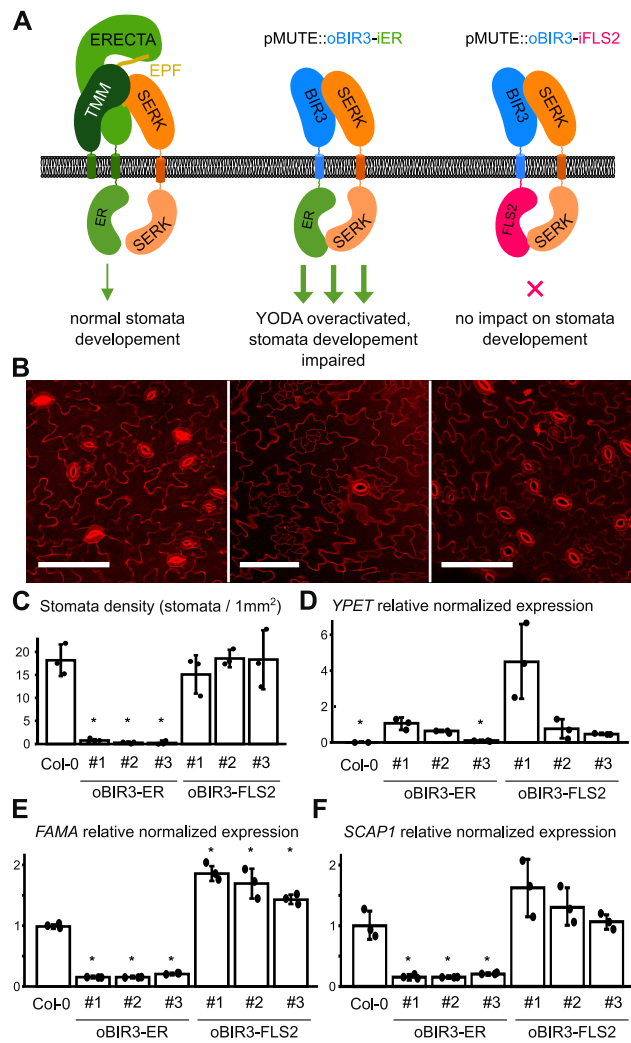 A
ERECTA
EPF
TMM
SERK
ER
SERK
normal stomata
developement
pMUTE::oBIR3-iER
BIR3
SERK
ER
SERK
YODA overactivated,
stomata developement
impaired
pMUTE::oBIR3-iFLS2
BIR3
SERK
FLS2
SERK
no impact on stomata
developement
B
C
Stomata density (stomata / 1mm²)
20
15
10
5
0
Col-0
#1
#2
#3
oBIR3-ER
#1
#2
#3
oBIR3-FLS2
* * *
D
YPET relative normalized expression
6
4
2
0
Col-0
#1
#2
#3
oBIR3-ER
#1
#2
#3
oBIR3-FLS2
* *
E
FAMA relative normalized expression
2
1
0
Col-0
#1
#2
#3
oBIR3-ER
#1
#2
#3
oBIR3-FLS2
* * * * * *
F
SCAP1 relative normalized expression
2
1
0
Col-0
#1
#2
#3
oBIR3-ER
#1
#2
#3
oBIR3-FLS2
* * *